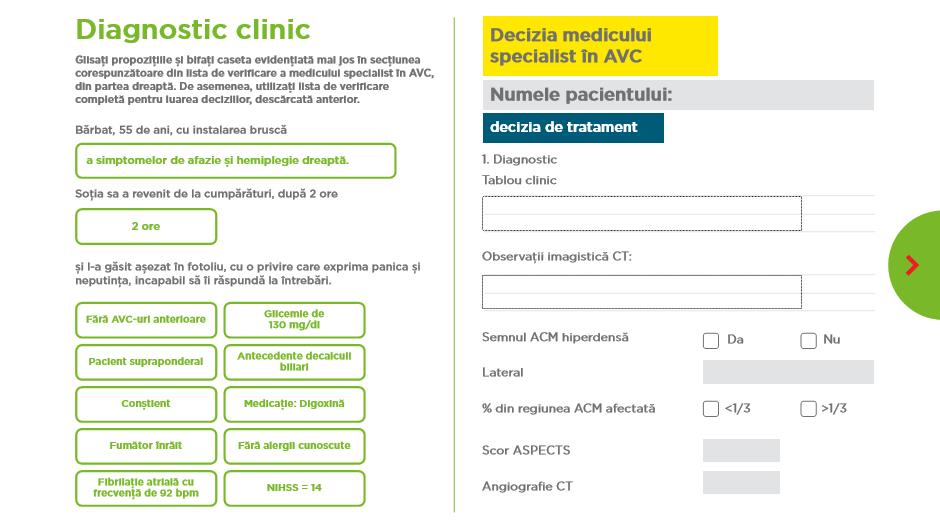 Diagnostic clinic
Glisați propozițiile și bifați caseta evidențiată mai jos în secțiunea
corespunzătoare din lista de verificare a medicului specialist în AVC,
din partea dreaptă. De asemenea, utilizați lista de verificare
completă pentru luarea deciziilor, descărcată anterior.
Bărbat, 55 de ani, cu instalarea bruscă
a simptomelor de afazie și hemiplegie dreaptă.
Soția sa a revenit de la cumpărături, după 2 ore
2 ore
și l-a găsit așezat în fotoliu, cu o privire care exprima panica și
neputința, incapabil să îi răspundă la întrebări.
Fără AVC-uri anterioare
Glicemie de
130 mg/dl
Pacient supraponderal
Antecedente decalculi
biliari
Conștient
Medicație: Digoxină
Fumător înrăit
Fără alergii cunoscute
Fibrilație atrială cu
frecvență de 92 bpm
NIHSS = 14
Decizia medicului
specialist în AVC
Numele pacientului:
decizia de tratament
1. Diagnostic
Tablou clinic
Observații imagistică CT:
Semnul ACM hiperdensă
Da
Nu
Lateral
% din regiunea ACM afectată
<1/3
>1/3
Scor ASPECTS
Angiografie CT